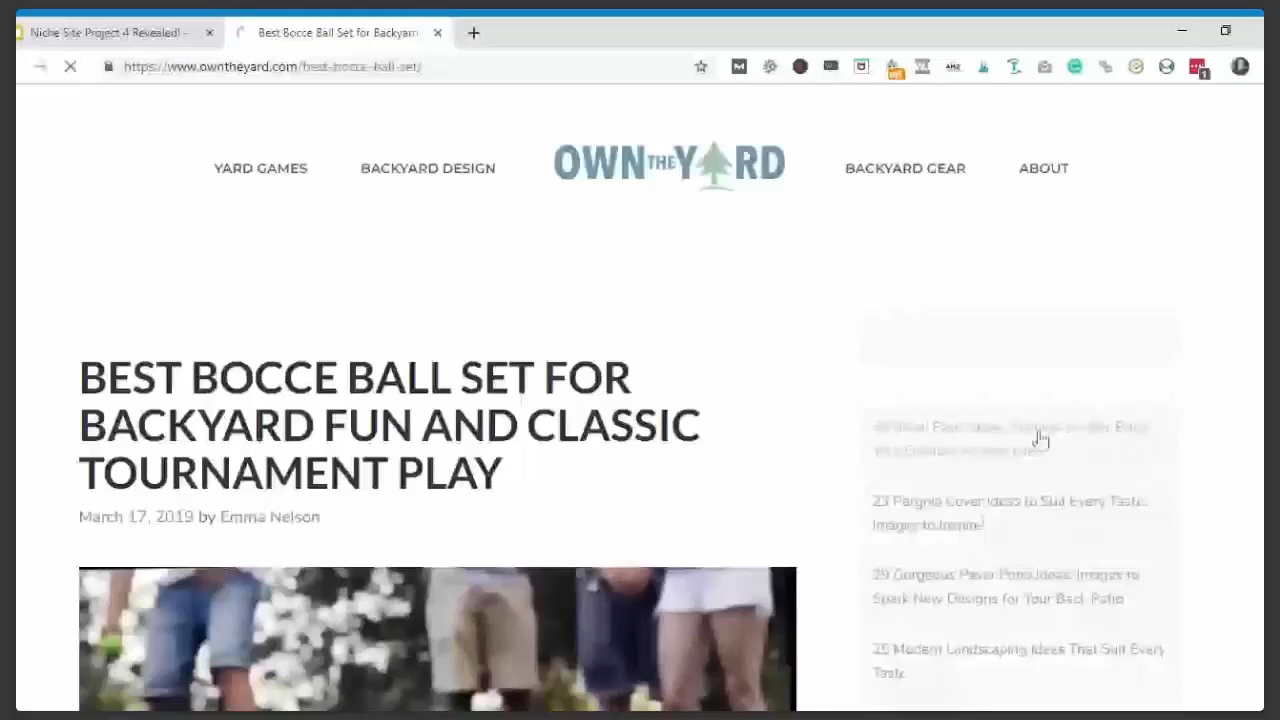 Niche Site Project 4 Revealed! -
Best Bocce Ball Set for Backyarn
https://www.owntheyard.com/best-bocce-ball-set/
YARD GAMES
BACKYARD DESIGN
OWN THE YARD
BACKYARD GEAR
ABOUT
BEST BOCCE BALL SET FOR
BACKYARD FUN AND CLASSIC
TOURNAMENT PLAY
March 17, 2019 by Emma Nelson
23 Pergola Cover Ideas to Suit Every Taste.
Images to Inspire!
29 Gorgeous Paver Patio Ideas: Images to
Spark New Designs for Your Back Patio
25 Modern Landscaping Ideas That Suit Every
Taste